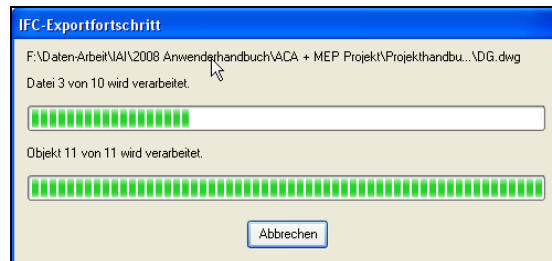 IFC-Exportfortschritt
F:\Daten-Arbeit\IAI\2008 Anwenderhandbuch\ACA + MEP Projekt\Projekthandbu...\DG.dwg
Datei 3 von 10 wird verarbeitet.
Objekt 11 von 11 wird verarbeitet.
Abbrechen